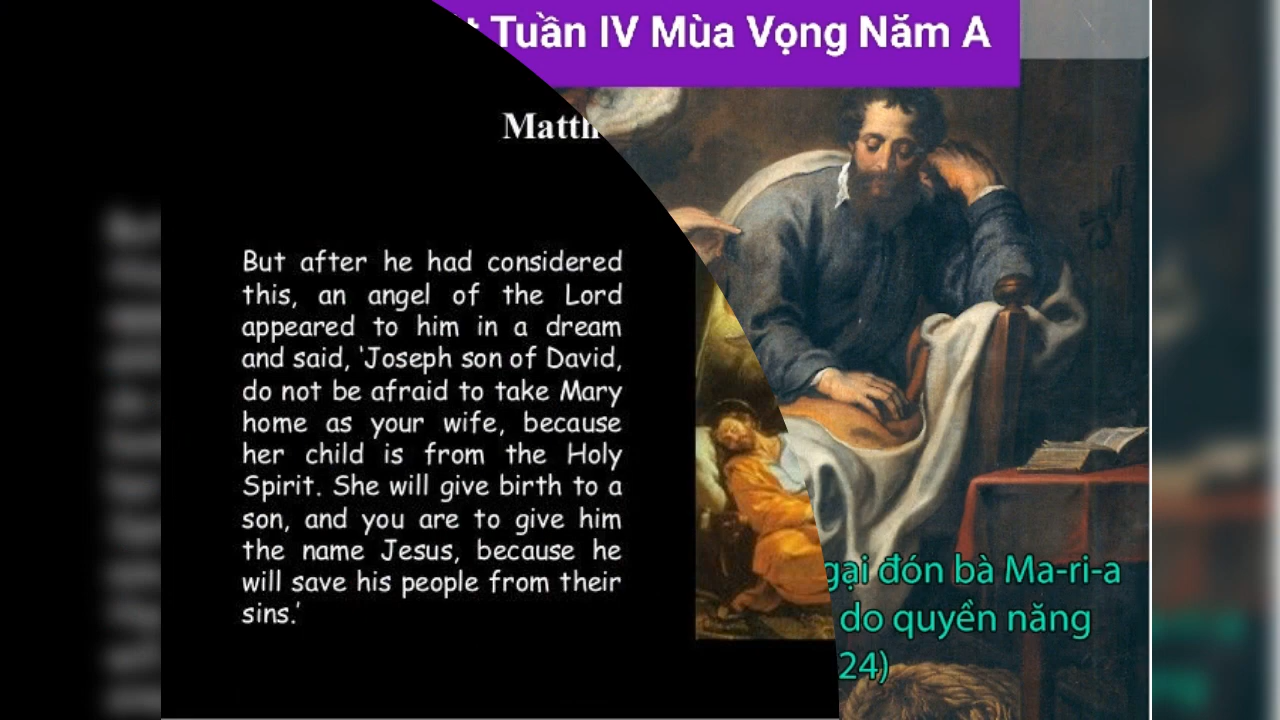 Tuần IV Mùa Vọng Năm A
Matth
But after he had considered
this, an angel of the Lord
appeared to him in a dream
and said, ‘Joseph son of David,
do not be afraid to take Mary
home as your wife, because
her child is from the Holy
Spirit. She will give birth to a
son, and you are to give him
the name Jesus, because he
will save his people from their
sins.’
đón bà Ma-ri-a
do quyền năng
24)